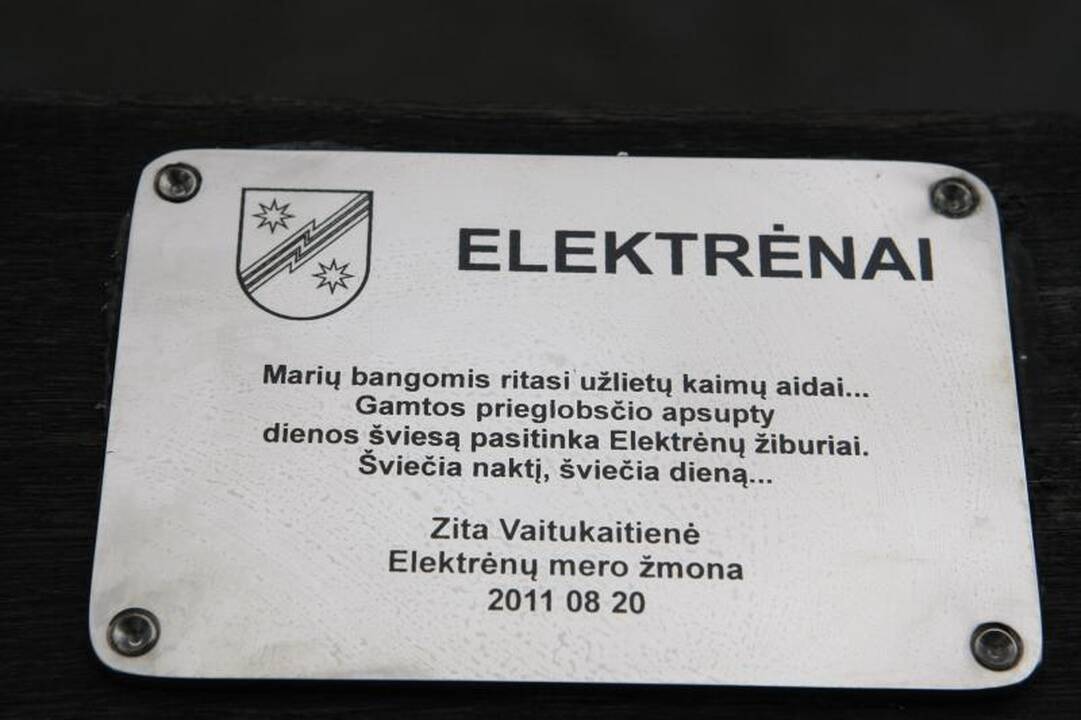 ELEKTRĖNAI
Marių bangomis ritasi užlietų kaimų aidai...
Gamtos prieglobsčio apsupty
dienos šviesą pasitinka Elektrėnų žiburiai.
Šviečia naktį, šviečia dieną...
Zita Vaitukaitienė
Elektrėnų mero žmona
2011 08 20